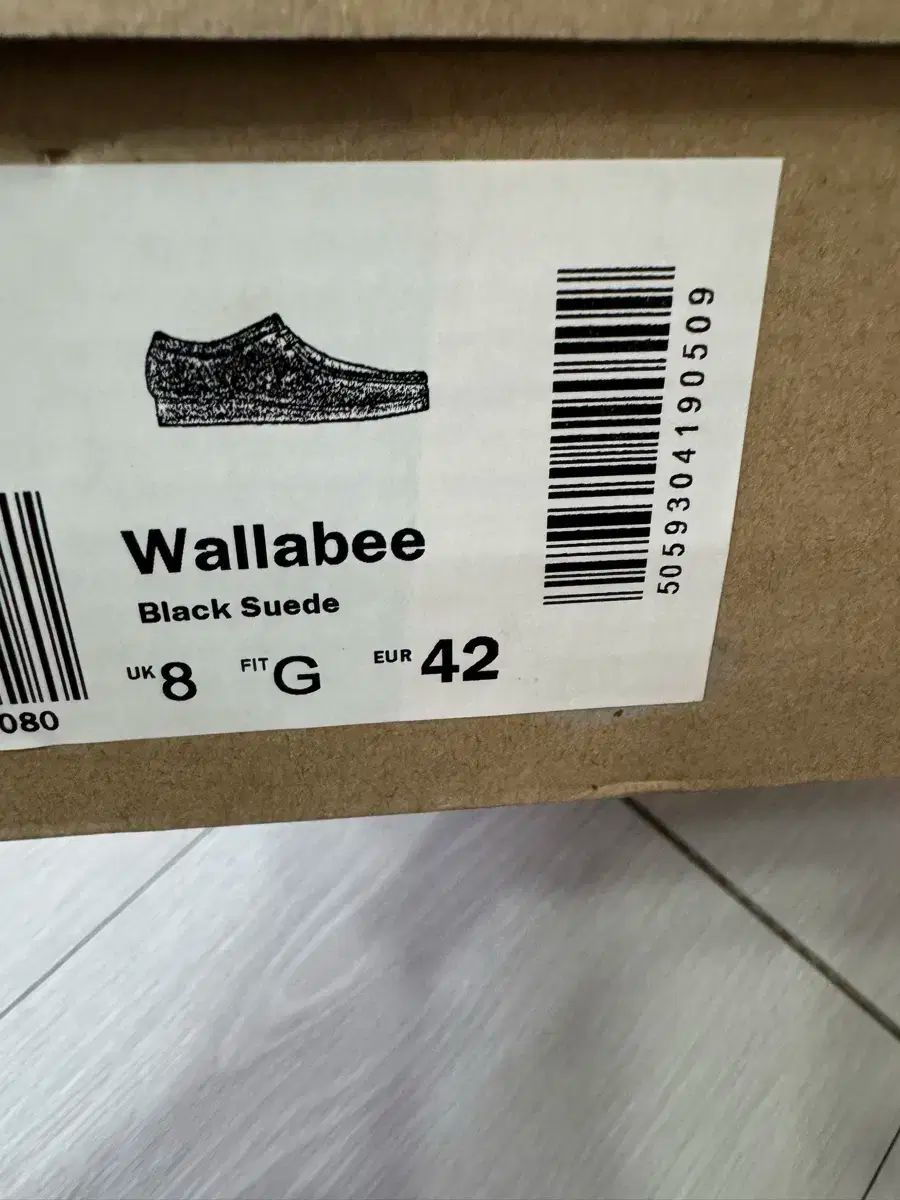 Wallabee
Black Suede
UK 8 FIT G EUR 42
080
5059304190509